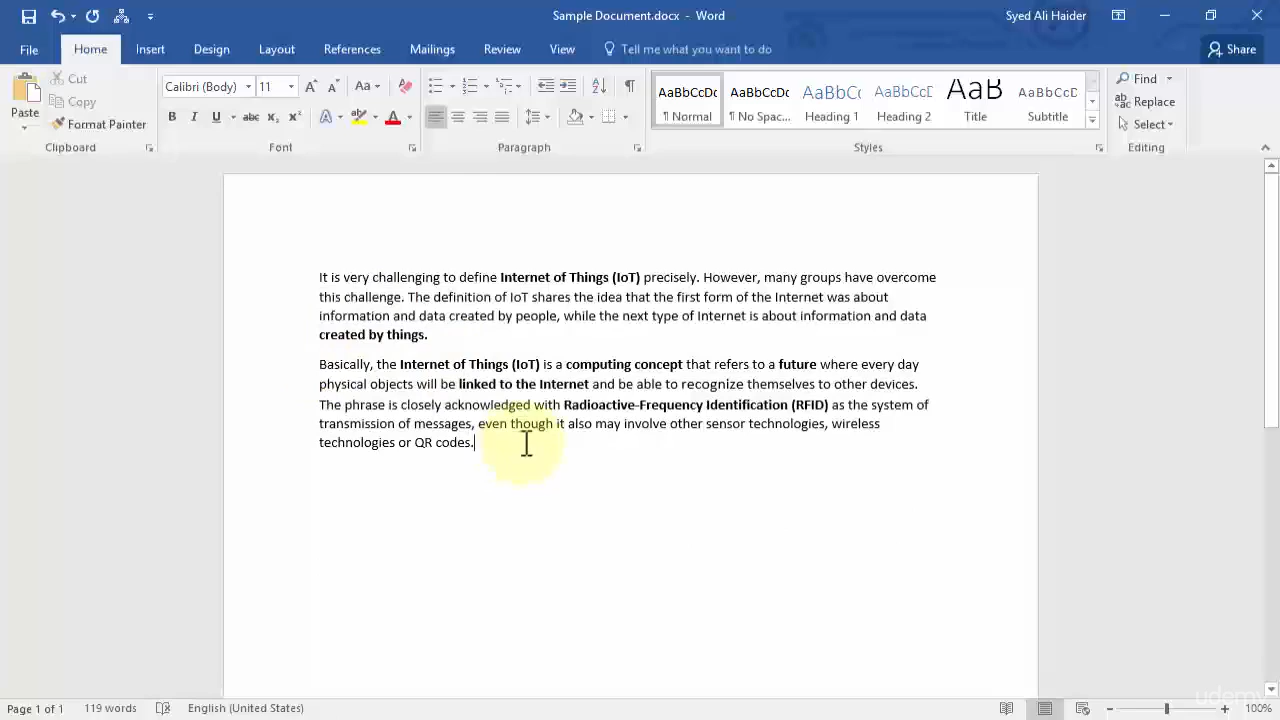 Sample Document.docx - Word
Syed Ali Haider
File Home Insert Design Layout References Mailings Review View Tell me what you want to do Share
Paste
Cut
Copy
Format Painter
Clipboard
Calibri (Body) 11 Aa
B I U abc x₂ x² A ab A
Font
Paragraph
AaBbCcDc AaBbCcDc AaBbCc AaBbCcD AaB AaBbCcD
¶ Normal ¶ No Spac... Heading 1 Heading 2 Title Subtitle
Styles
Find
Replace
Select
Editing
It is very challenging to define Internet of Things (IoT) precisely. However, many groups have overcome
this challenge. The definition of IoT shares the idea that the first form of the Internet was about
information and data created by people, while the next type of Internet is about information and data
created by things.
Basically, the Internet of Things (IoT) is a computing concept that refers to a future where every day
physical objects will be linked to the Internet and be able to recognize themselves to other devices.
The phrase is closely acknowledged with Radioactive-Frequency Identification (RFID) as the system of
transmission of messages, even though it also may involve other sensor technologies, wireless
technologies or QR codes.
udemy
Page 1 of 1 119 words English (United States) 100%